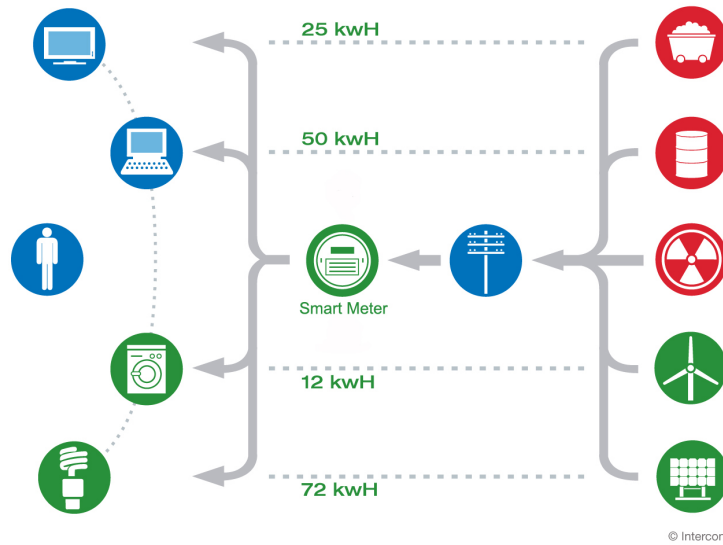 25 kwH
50 kwH
Smart Meter
12 kwH
72 kwH
© Intercor